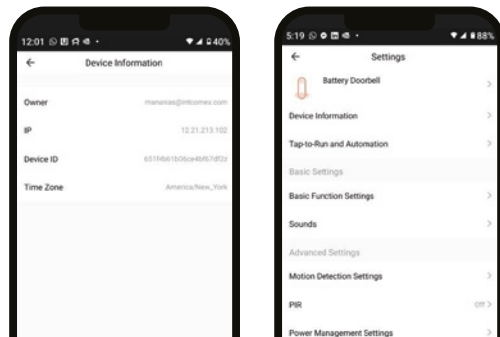 12:01
40%
Device Information
Owner
IP
12.21.213.102
Device ID
Time Zone
America/New_York
5:19
88%
Settings
Battery Doorbell
Device Information
Tap-to-Run and Automation
Basic Settings
Basic Function Settings
Sounds
Advanced Settings
Motion Detection Settings
PIR
Off
Power Management Settings